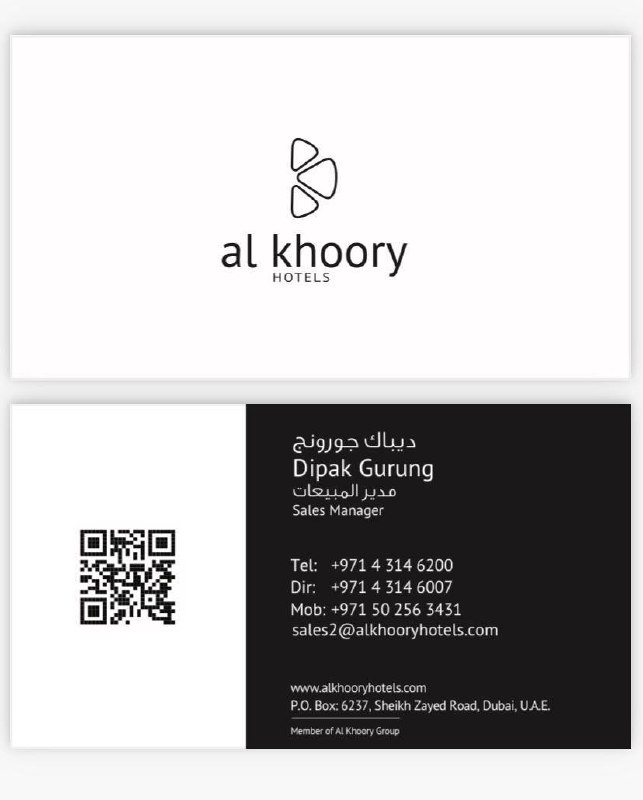 al khoory
HOTELS
ديباك جورونج
Dipak Gurung
مدير المبيعات
Sales Manager
Tel: +971 4 314 6200
Dir: +971 4 314 6007
Mob: +971 50 256 3431
sales2@alkhooryhotels.com
www.alkhooryhotels.com
P.O. Box: 6237, Sheikh Zayed Road, Dubai, U.A.E.
Member of Al Khoory Group